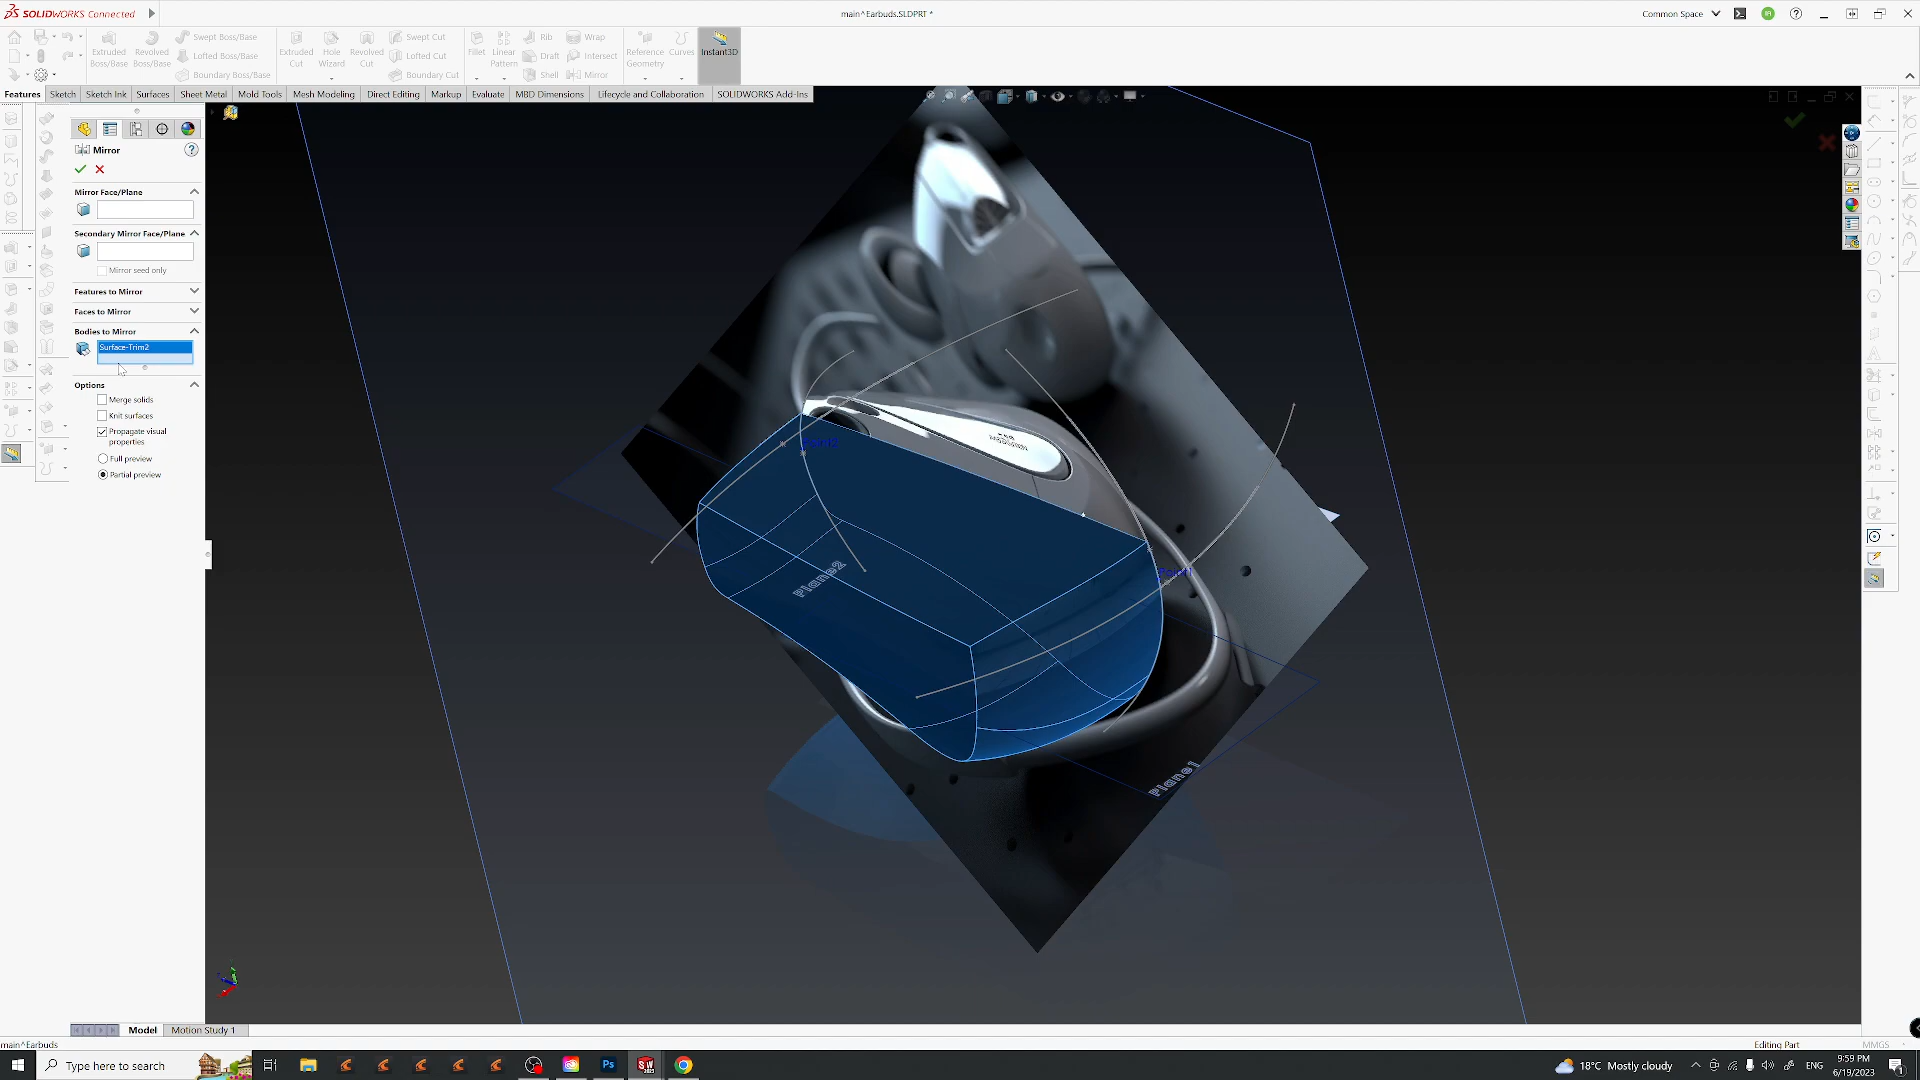 SOLIDWORKS Connected
main^Earbuds.SLDPRT *
Common Space
Extruded Boss/Base
Revolved Boss/Base
Swept Boss/Base
Lofted Boss/Base
Boundary Boss/Base
Extruded Cut
Hole Wizard
Revolved Cut
Swept Cut
Lofted Cut
Boundary Cut
Fillet
Linear Pattern
Rib
Draft
Shell
Wrap
Intersect
Mirror
Reference Geometry
Curves
Instant3D
Features
Sketch
Sketch Ink
Surfaces
Sheet Metal
Mold Tools
Mesh Modeling
Direct Editing
Markup
Evaluate
MBD Dimensions
Lifecycle and Collaboration
SOLIDWORKS Add-Ins
Mirror
Mirror Face/Plane
Secondary Mirror Face/Plane
Mirror seed only
Features to Mirror
Faces to Mirror
Bodies to Mirror
Surface-Trim2
Options
Merge solids
Knit surfaces
Propagate visual properties
Full preview
Partial preview
Point2
Point1
Plane2
Plane1
Model
Motion Study 1
main^Earbuds
Editing Part
MMGS
Type here to search
Ps
SW
18°C Mostly cloudy
ENG
9:59 PM
6/19/2023